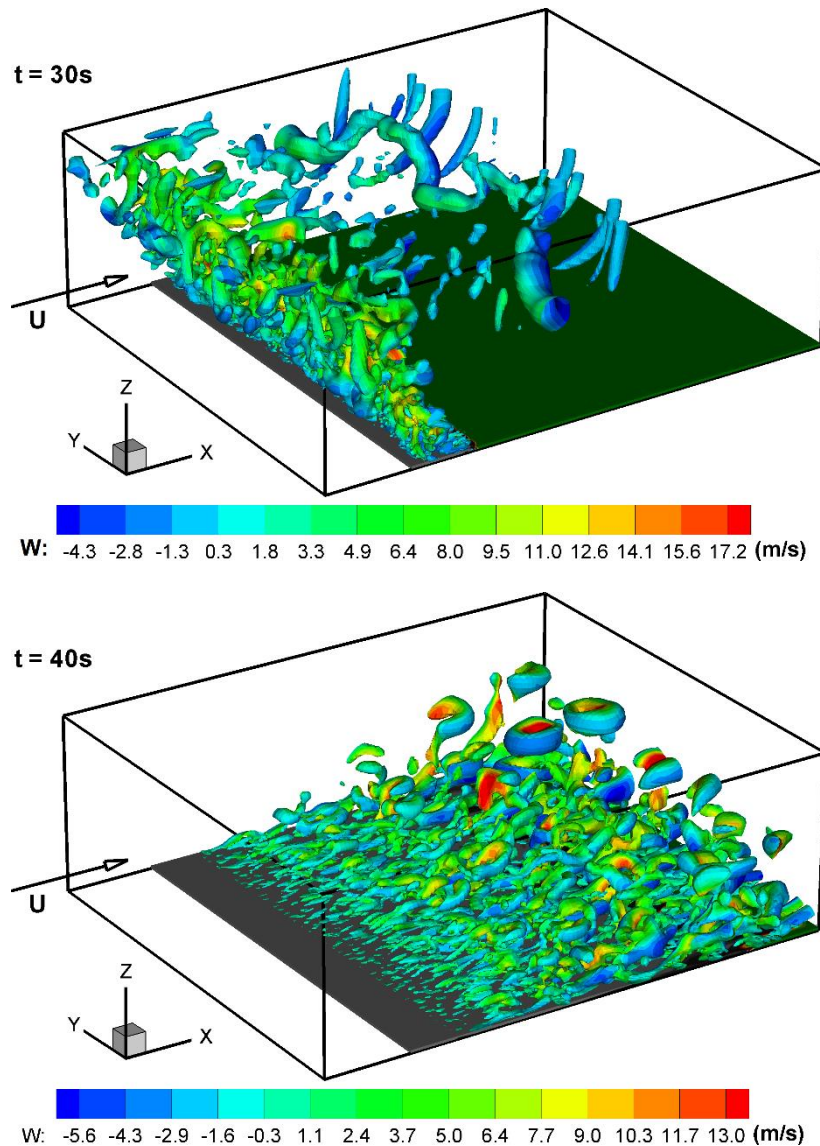 t = 30s
U
Z
Y
X
W: -4.3 -2.8 -1.3 0.3 1.8 3.3 4.9 6.4 8.0 9.5 11.0 12.6 14.1 15.6 17.2 (m/s)
t = 40s
U
Z
Y
X
W: -5.6 -4.3 -2.9 -1.6 -0.3 1.1 2.4 3.7 5.0 6.4 7.7 9.0 10.3 11.7 13.0 (m/s)